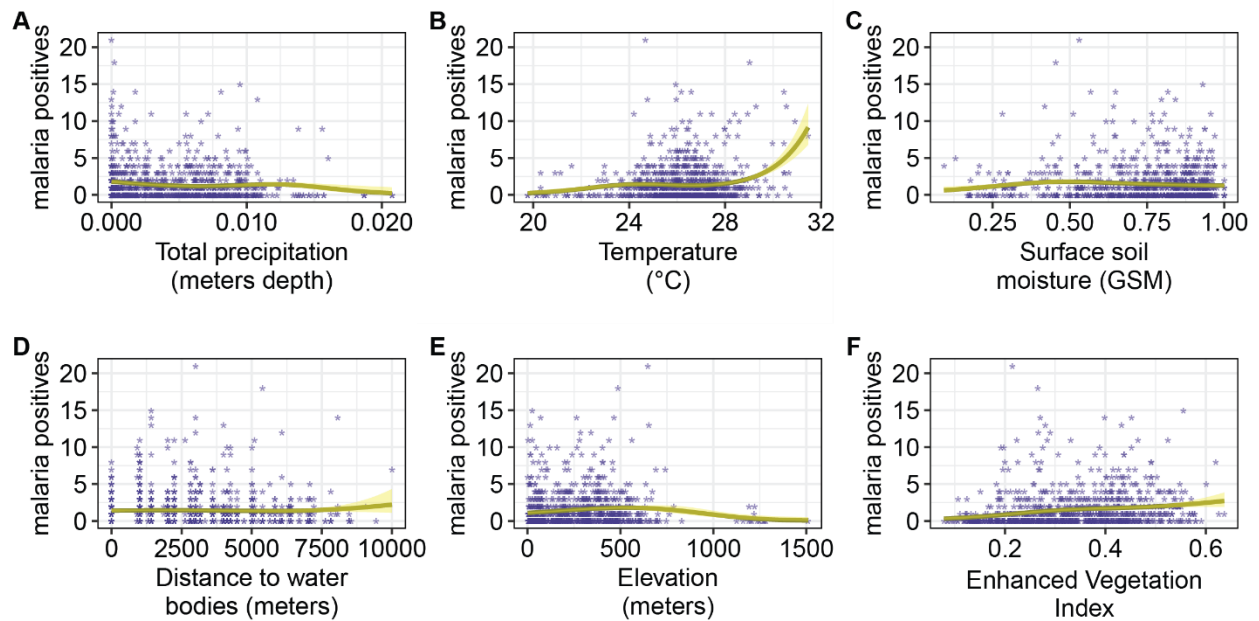 A
malaria positives
20
15
10
5
0
0.000 0.010 0.020
Total precipitation
(meters depth)
B
malaria positives
20
15
10
5
0
20 24 28 32
Temperature
(°C)
C
malaria positives
20
15
10
5
0
0.25 0.50 0.75 1.00
Surface soil
moisture (GSM)
D
malaria positives
20
15
10
5
0
0 2500 5000 7500 10000
Distance to water
bodies (meters)
E
malaria positives
20
15
10
5
0
0 500 1000 1500
Elevation
(meters)
F
malaria positives
20
15
10
5
0
0.2 0.4 0.6
Enhanced Vegetation
Index